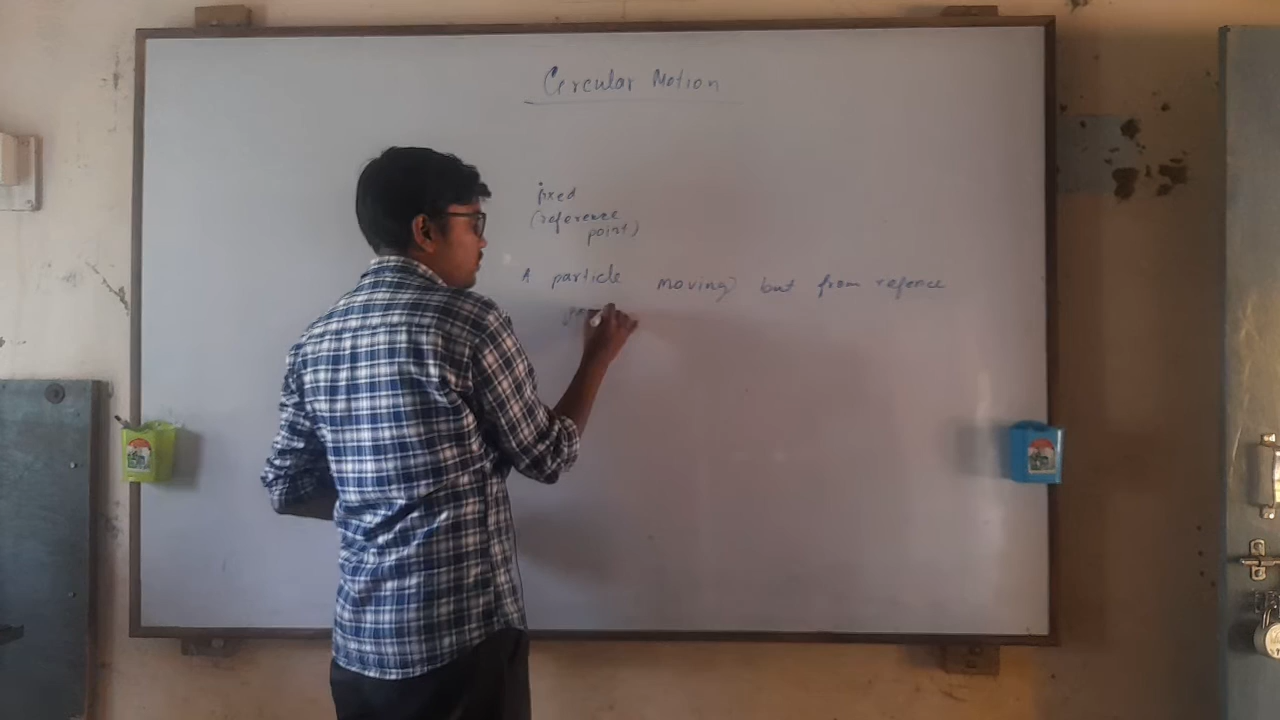 Circular Motion
fixed
(reference
point)
A particle moving but from refence